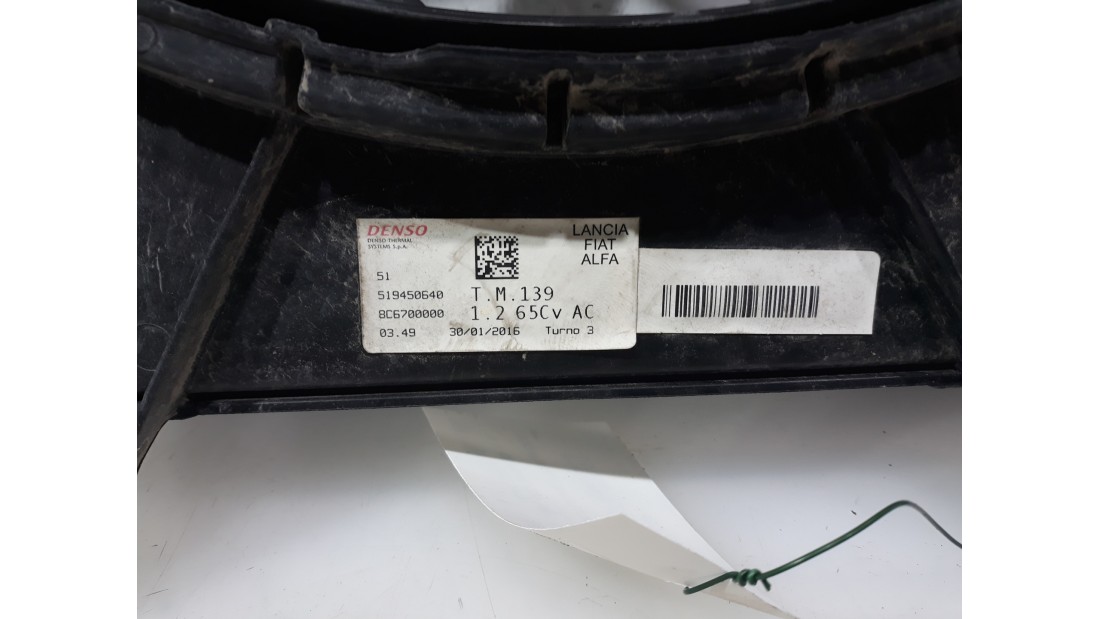 DENSO
DENSO THERMAL
SYSTEMS S.p.A.
LANCIA
FIAT
ALFA
51
519450640 T.M.139
8C6700000 1.2 65Cv AC
03.49 30/01/2016 Turno 3